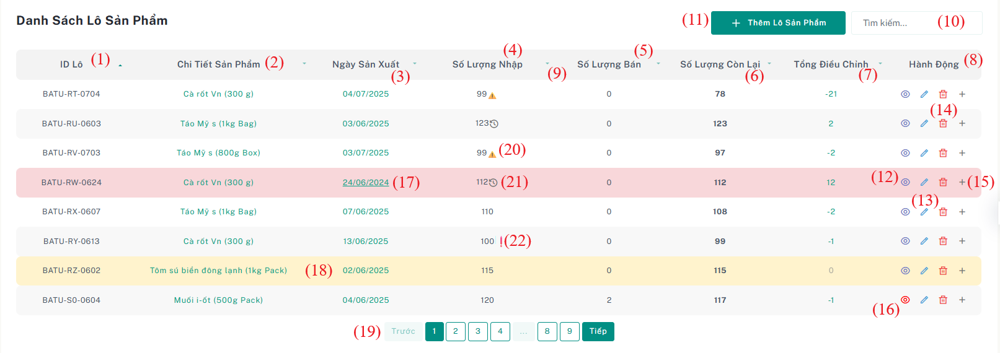 Danh Sách Lô Sản Phẩm (11) + Thêm Lô Sản Phẩm Tìm kiếm... (10)
ID Lô (1) Chi Tiết Sản Phẩm (2) Ngày Sản Xuất (3) Số Lượng Nhập (4) (9) Số Lượng Bán (5) Số Lượng Còn Lại (6) Tổng Điều Chỉnh (7) Hành Động (8)
BATU-RT-0704 Cà rốt Vn (300 g) 04/07/2025 99 0 78 -21 +
(14)
BATU-RU-0603 Táo Mỹ s (1kg Bag) 03/06/2025 123 0 123 2 +
BATU-RV-0703 Táo Mỹ s (800g Box) 03/07/2025 99 (20) 0 97 -2 +
BATU-RW-0624 Cà rốt Vn (300 g) 24/06/2024 (17) 112 (21) 0 112 12 (12) + (15)
(13)
BATU-RX-0607 Táo Mỹ s (1kg Bag) 07/06/2025 110 0 108 -2 +
BATU-RY-0613 Cà rốt Vn (300 g) 13/06/2025 100 ! (22) 0 99 -1 +
BATU-RZ-0602 Tôm sú biển đông lạnh (1kg Pack) (18) 02/06/2025 115 0 115 0 +
BATU-S0-0604 Muối i-ốt (500g Pack) 04/06/2025 120 2 117 -1 (16) +
(19) Trước 1 2 3 4 ... 8 9 Tiếp